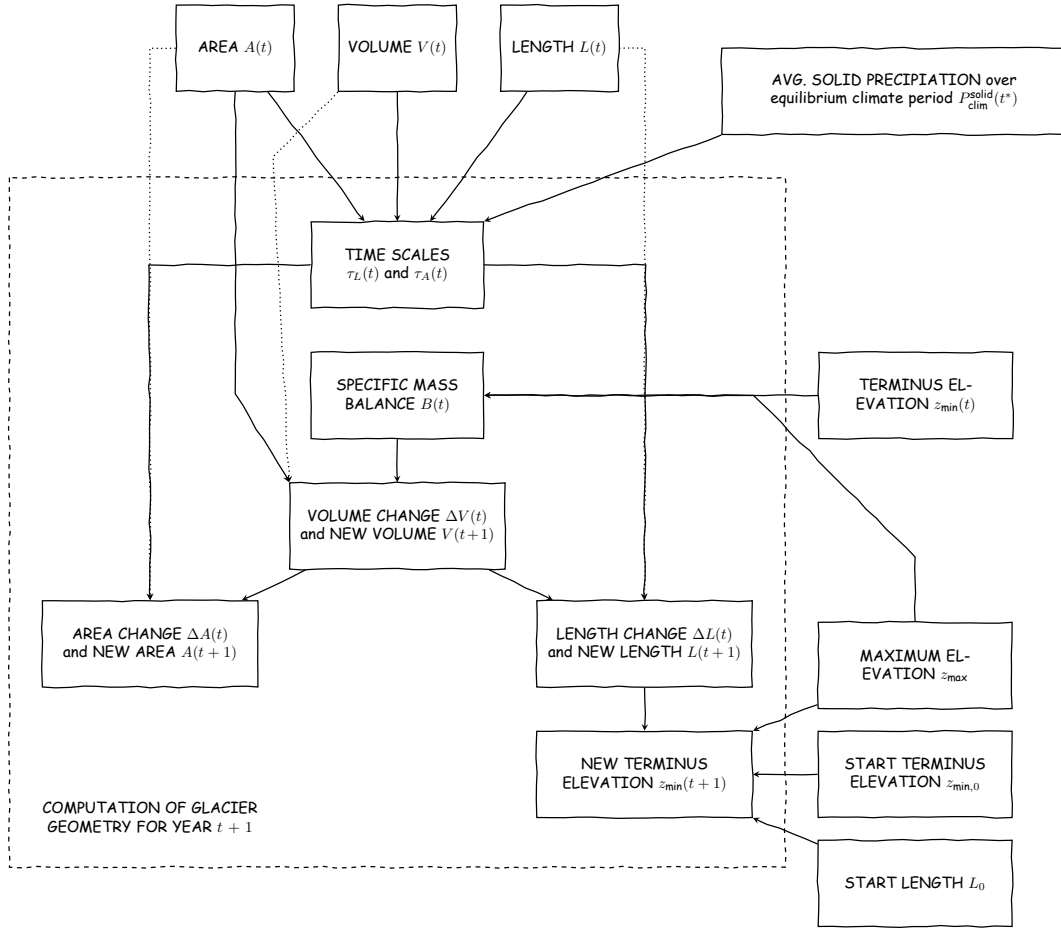 AREA A(t)
VOLUME V(t)
LENGTH L(t)
AVG. SOLID PRECIPIATION over
equilibrium climate period P^solid_clim(t*)
TIME SCALES
τ_L(t) and τ_A(t)
SPECIFIC MASS
BALANCE B(t)
TERMINUS EL-
EVATION z_min(t)
VOLUME CHANGE ΔV(t)
and NEW VOLUME V(t+1)
AREA CHANGE ΔA(t)
and NEW AREA A(t+1)
LENGTH CHANGE ΔL(t)
and NEW LENGTH L(t+1)
MAXIMUM EL-
EVATION z_max
NEW TERMINUS
ELEVATION z_min(t+1)
START TERMINUS
ELEVATION z_min,0
COMPUTATION OF GLACIER
GEOMETRY FOR YEAR t + 1
START LENGTH L_0